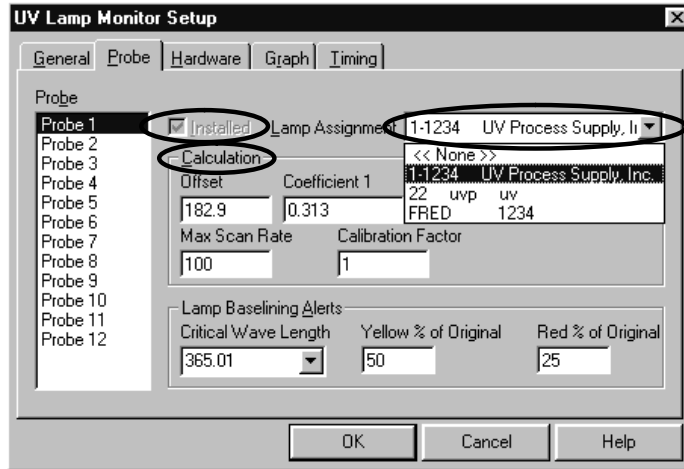 UV Lamp Monitor Setup
General Probe Hardware Graph Timing
Probe
Probe 1
Probe 2
Probe 3
Probe 4
Probe 5
Probe 6
Probe 7
Probe 8
Probe 9
Probe 10
Probe 11
Probe 12
Installed
Lamp Assignment 1-1234 UV Process Supply, I
<< None >>
1-1234 UV Process Supply, Inc.
22 uvp uv
FRED 1234
Calculation
Offset Coefficient 1
182.9 0.313
Max Scan Rate Calibration Factor
100 1
Lamp Baselining Alerts
Critical Wave Length Yellow % of Original Red % of Original
365.01 50 25
OK Cancel Help